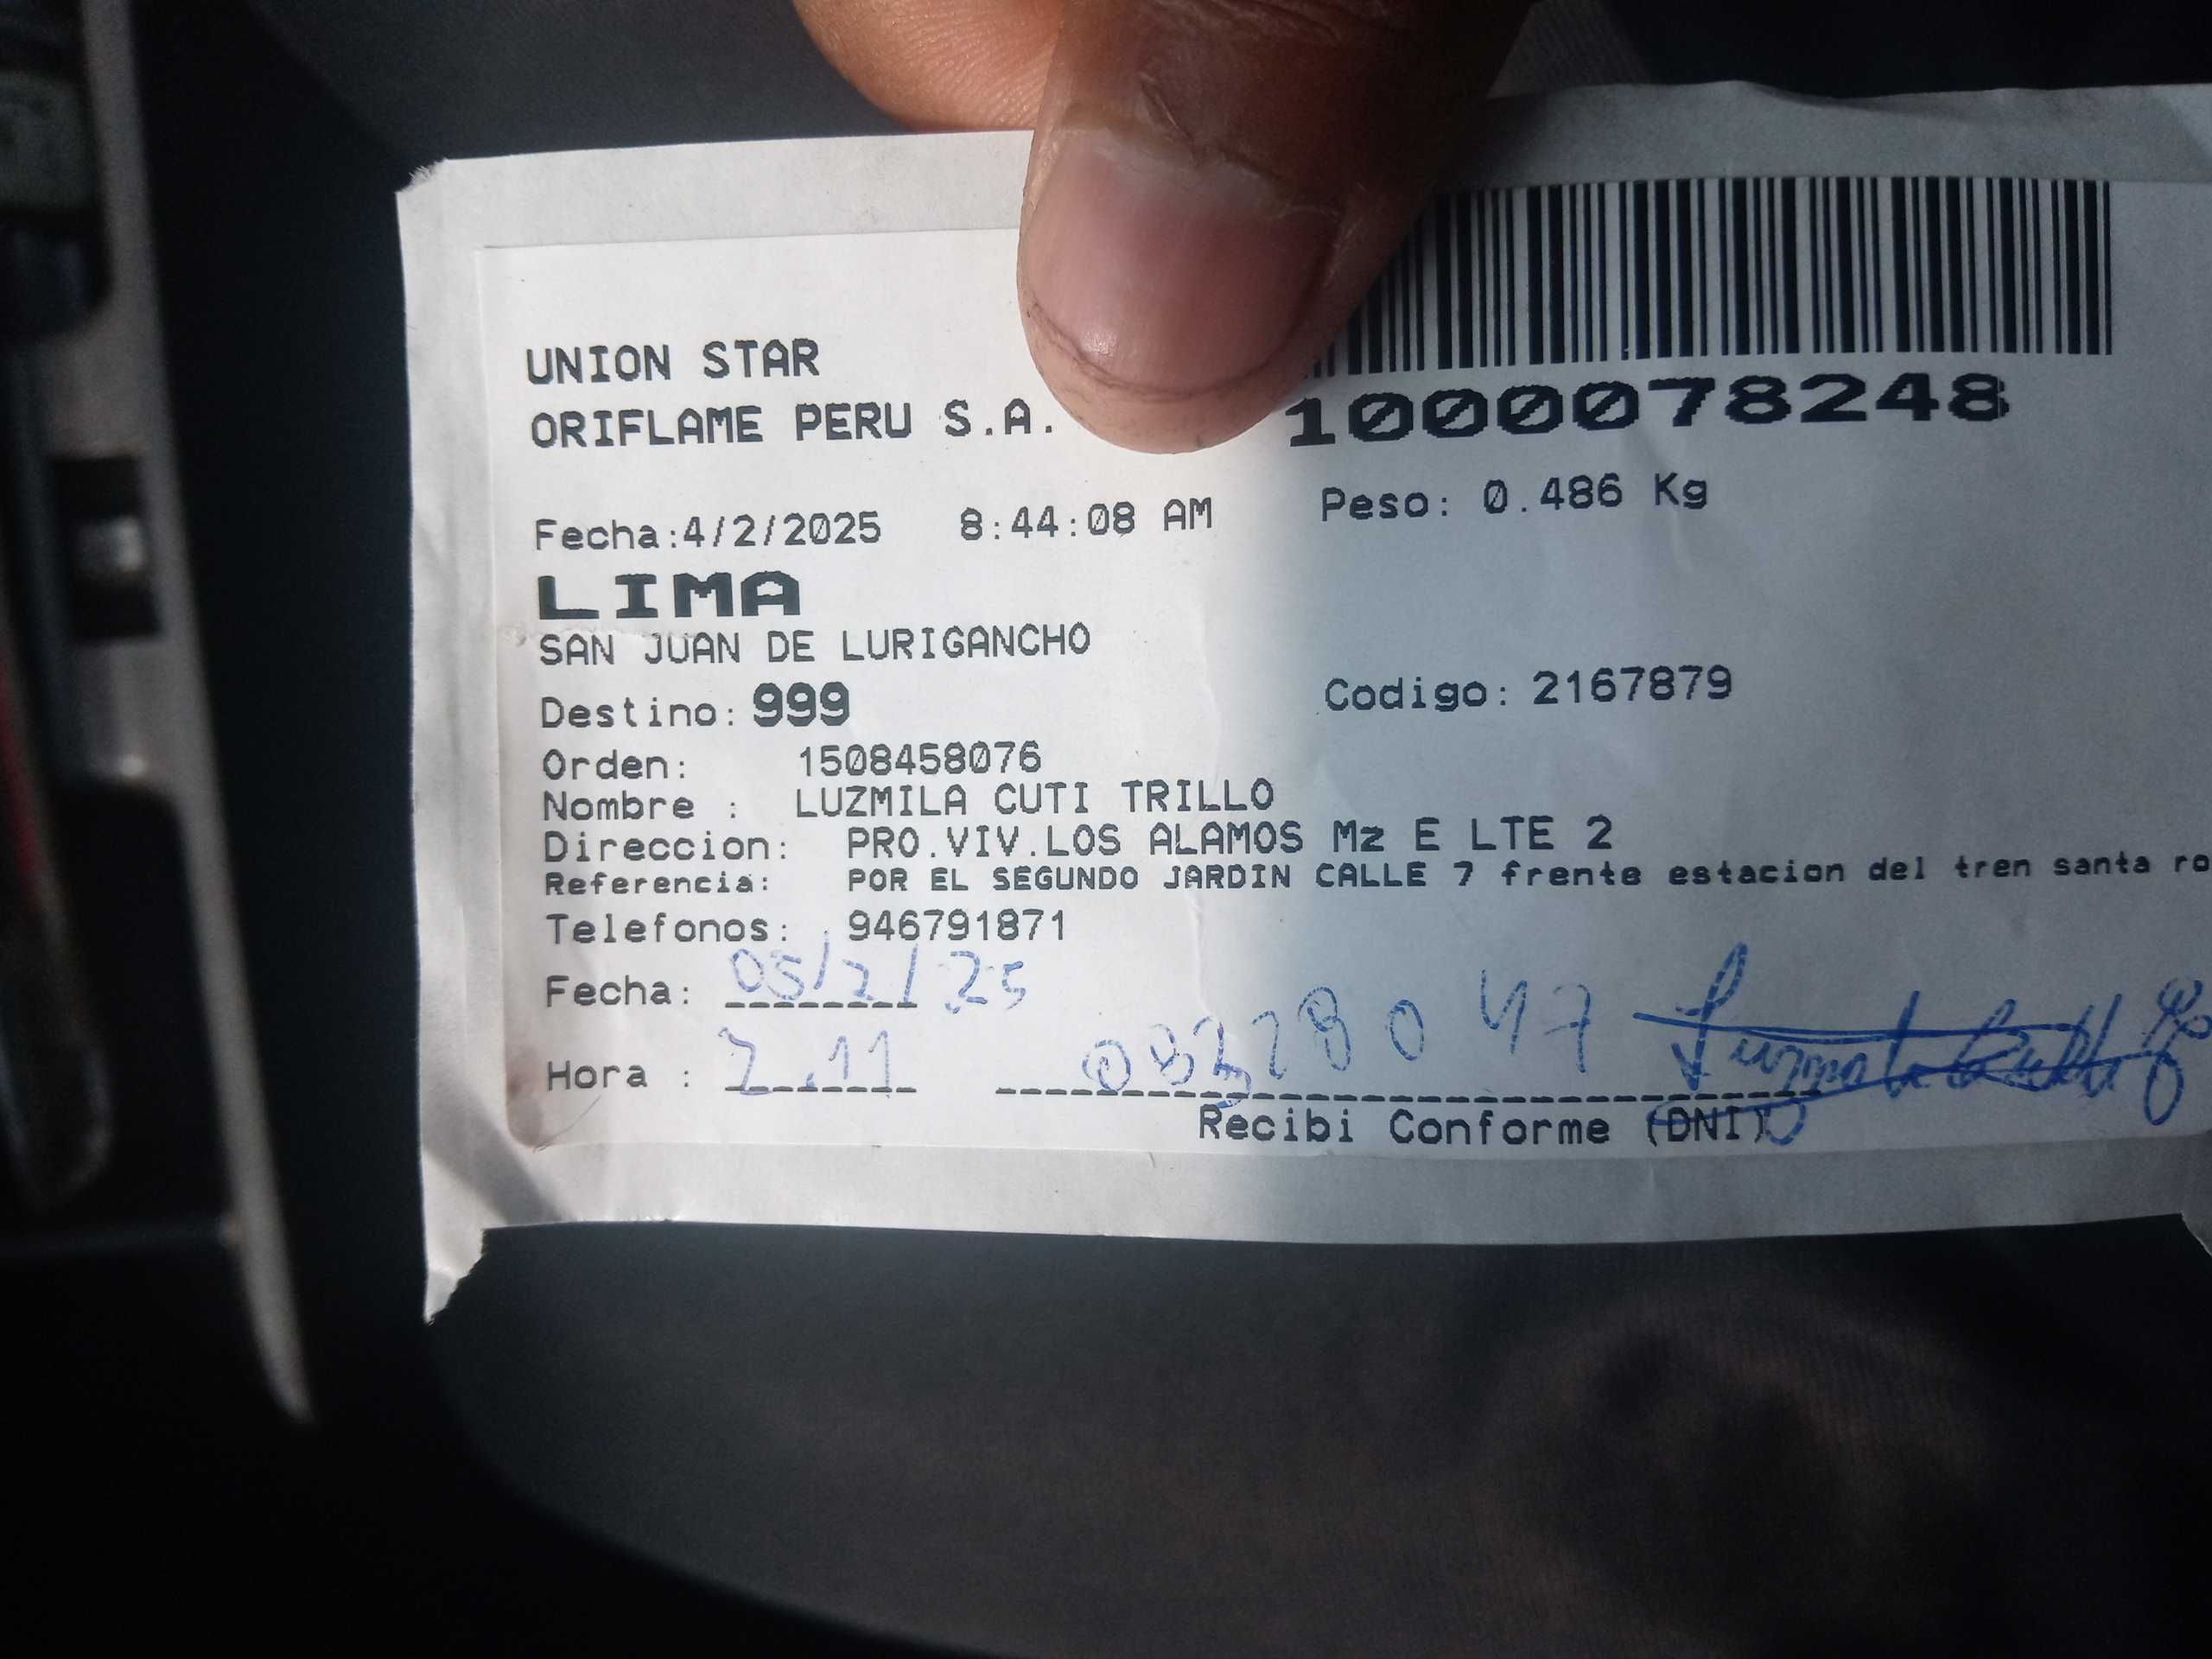 UNION STAR
ORIFLAME PERU S.A.
1000078248
Fecha:4/2/2025 8:44:08 AM Peso: 0.486 Kg
LIMA
SAN JUAN DE LURIGANCHO
Destino: 999 Codigo: 2167879
Orden: 1508458076
Nombre : LUZMILA CUTI TRILLO
Direccion: PRO.VIV.LOS ALAMOS Mz E LTE 2
Referencia: POR EL SEGUNDO JARDIN CALLE 7 frente estacion del tren santa ro
Telefonos: 946791871
Fecha: 05/2/25
Hora :
Recibi Conforme (DNI)